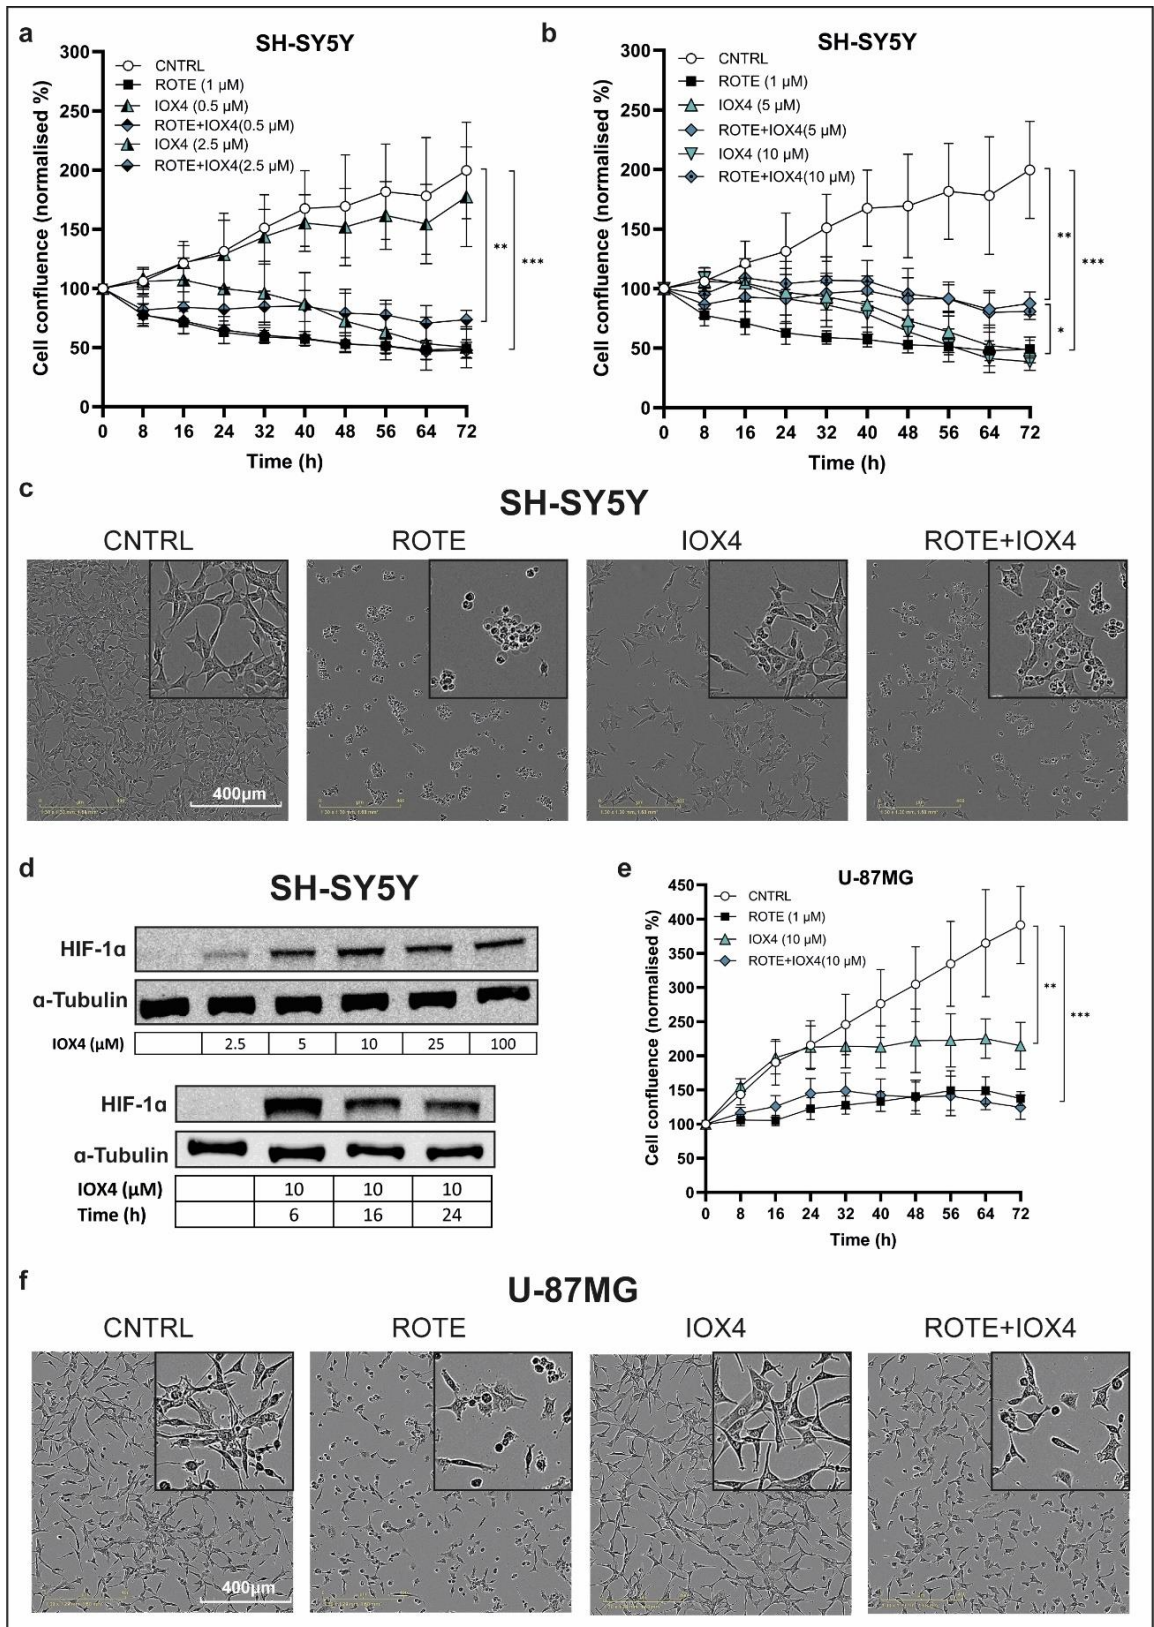 a
SH-SY5Y
CNTRL
ROTE (1 µM)
IOX4 (0.5 µM)
ROTE+IOX4(0.5 µM)
IOX4 (2.5 µM)
ROTE+IOX4(2.5 µM)
Cell confluence (normalised %)
300
250
200
150
100
50
0
0 8 16 24 32 40 48 56 64 72
Time (h)
** ***
b
SH-SY5Y
CNTRL
ROTE (1 µM)
IOX4 (5 µM)
ROTE+IOX4(5 µM)
IOX4 (10 µM)
ROTE+IOX4(10 µM)
Cell confluence (normalised %)
300
250
200
150
100
50
0
0 8 16 24 32 40 48 56 64 72
Time (h)
** *** *
c
SH-SY5Y
CNTRL ROTE IOX4 ROTE+IOX4
400µm
d
SH-SY5Y
HIF-1α
α-Tubulin
IOX4 (µM) 2.5 5 10 25 100
HIF-1α
α-Tubulin
IOX4 (µM) 10 10 10
Time (h) 6 16 24
e
U-87MG
CNTRL
ROTE (1 µM)
IOX4 (10 µM)
ROTE+IOX4(10 µM)
Cell confluence (normalised %)
450
400
350
300
250
200
150
100
50
0
0 8 16 24 32 40 48 56 64 72
Time (h)
** ***
f
U-87MG
CNTRL ROTE IOX4 ROTE+IOX4
400µm